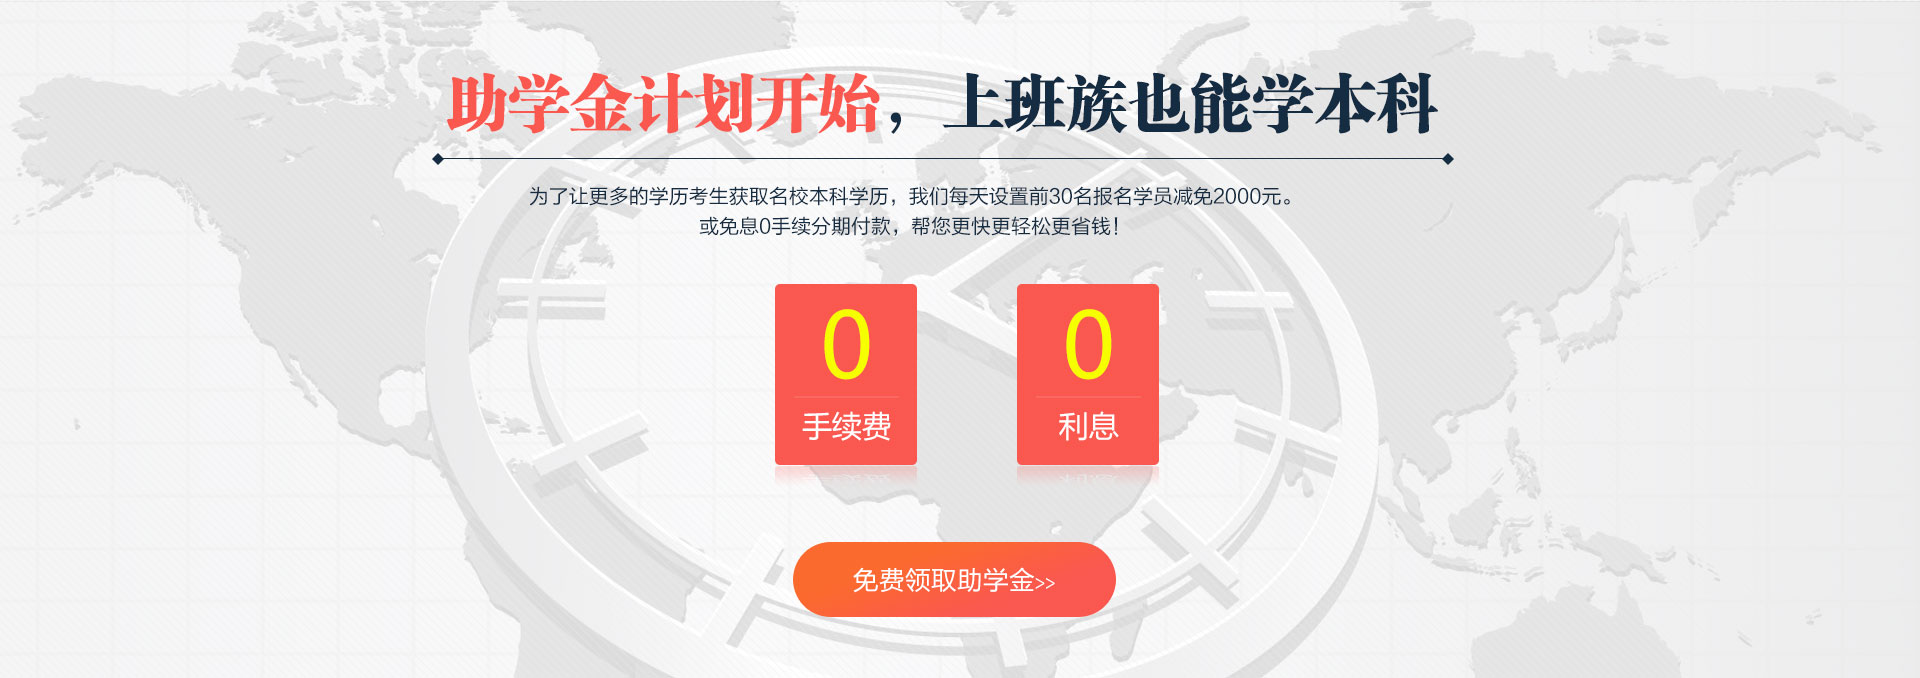 助学金计划开始，上班族也能学本科
为了让更多的学历考生获取名校本科学历，我们每天设置前30名报名学员减免2000元。
或免息0手续分期付款，帮您更快更轻松更省钱！
0
手续费
0
利息
免费领取助学金>>